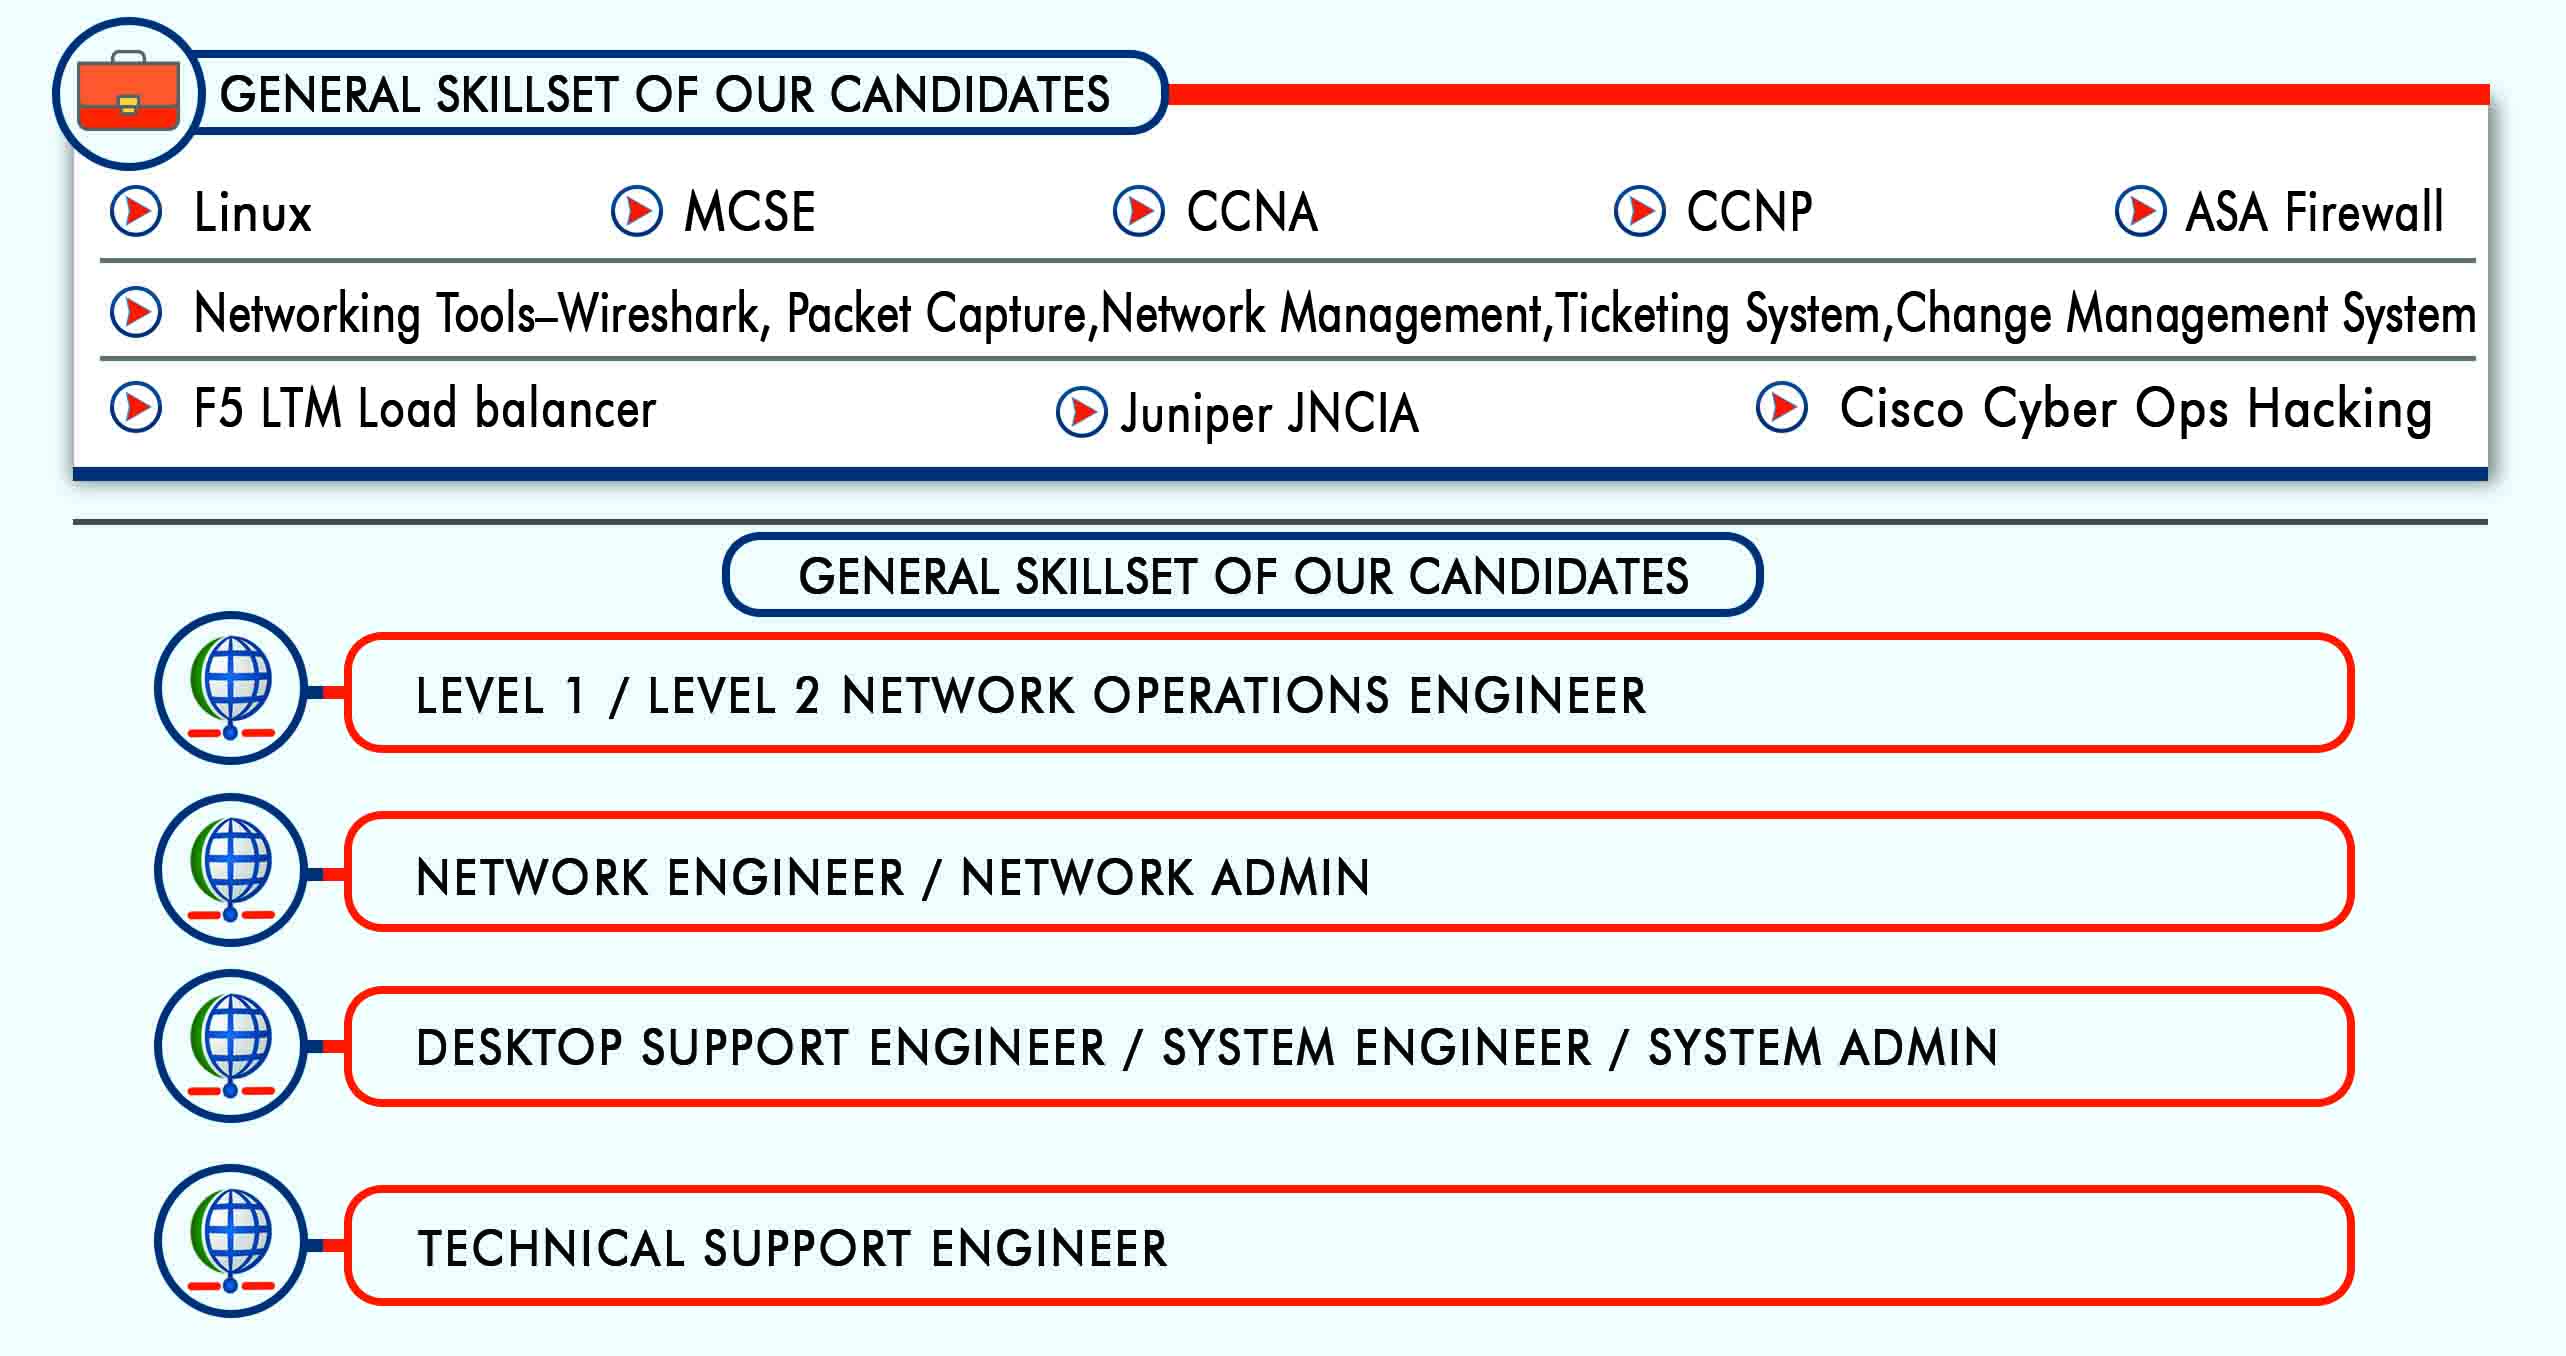 GENERAL SKILLSET OF OUR CANDIDATES
Linux MCSE CCNA CCNP ASA Firewall
Networking Tools–Wireshark, Packet Capture,Network Management,Ticketing System,Change Management System
F5 LTM Load balancer Juniper JNCIA Cisco Cyber Ops Hacking
GENERAL SKILLSET OF OUR CANDIDATES
LEVEL 1 / LEVEL 2 NETWORK OPERATIONS ENGINEER
NETWORK ENGINEER / NETWORK ADMIN
DESKTOP SUPPORT ENGINEER / SYSTEM ENGINEER / SYSTEM ADMIN
TECHNICAL SUPPORT ENGINEER